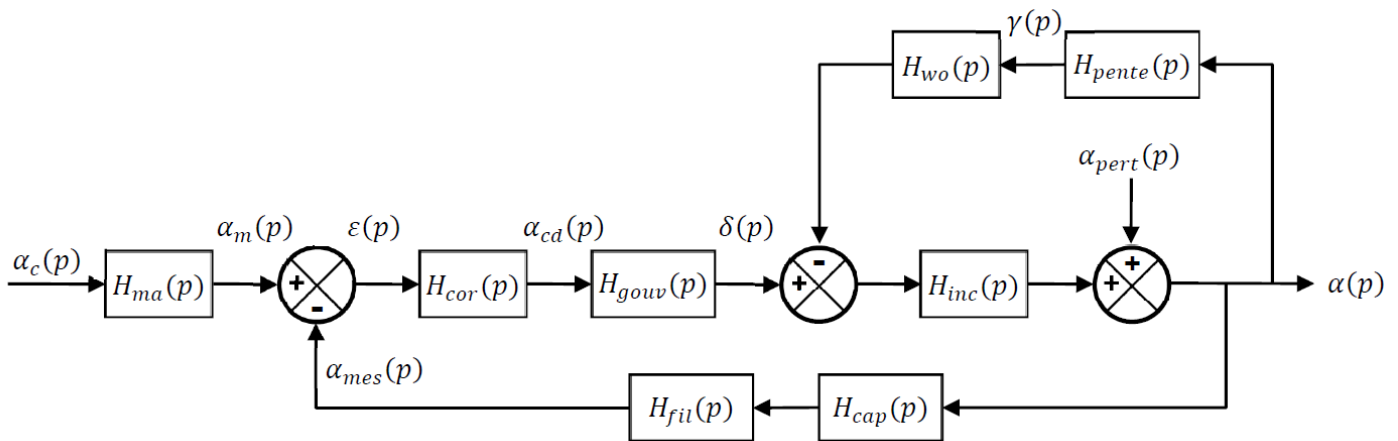 γ(p)
H_wo(p) H_pente(p)
α_pert(p)
α_m(p) ε(p) α_cd(p) δ(p) - +
α_c(p) H_ma(p) + - H_cor(p) H_gouv(p) + H_inc(p) + α(p)
α_mes(p)
H_fil(p) H_cap(p)